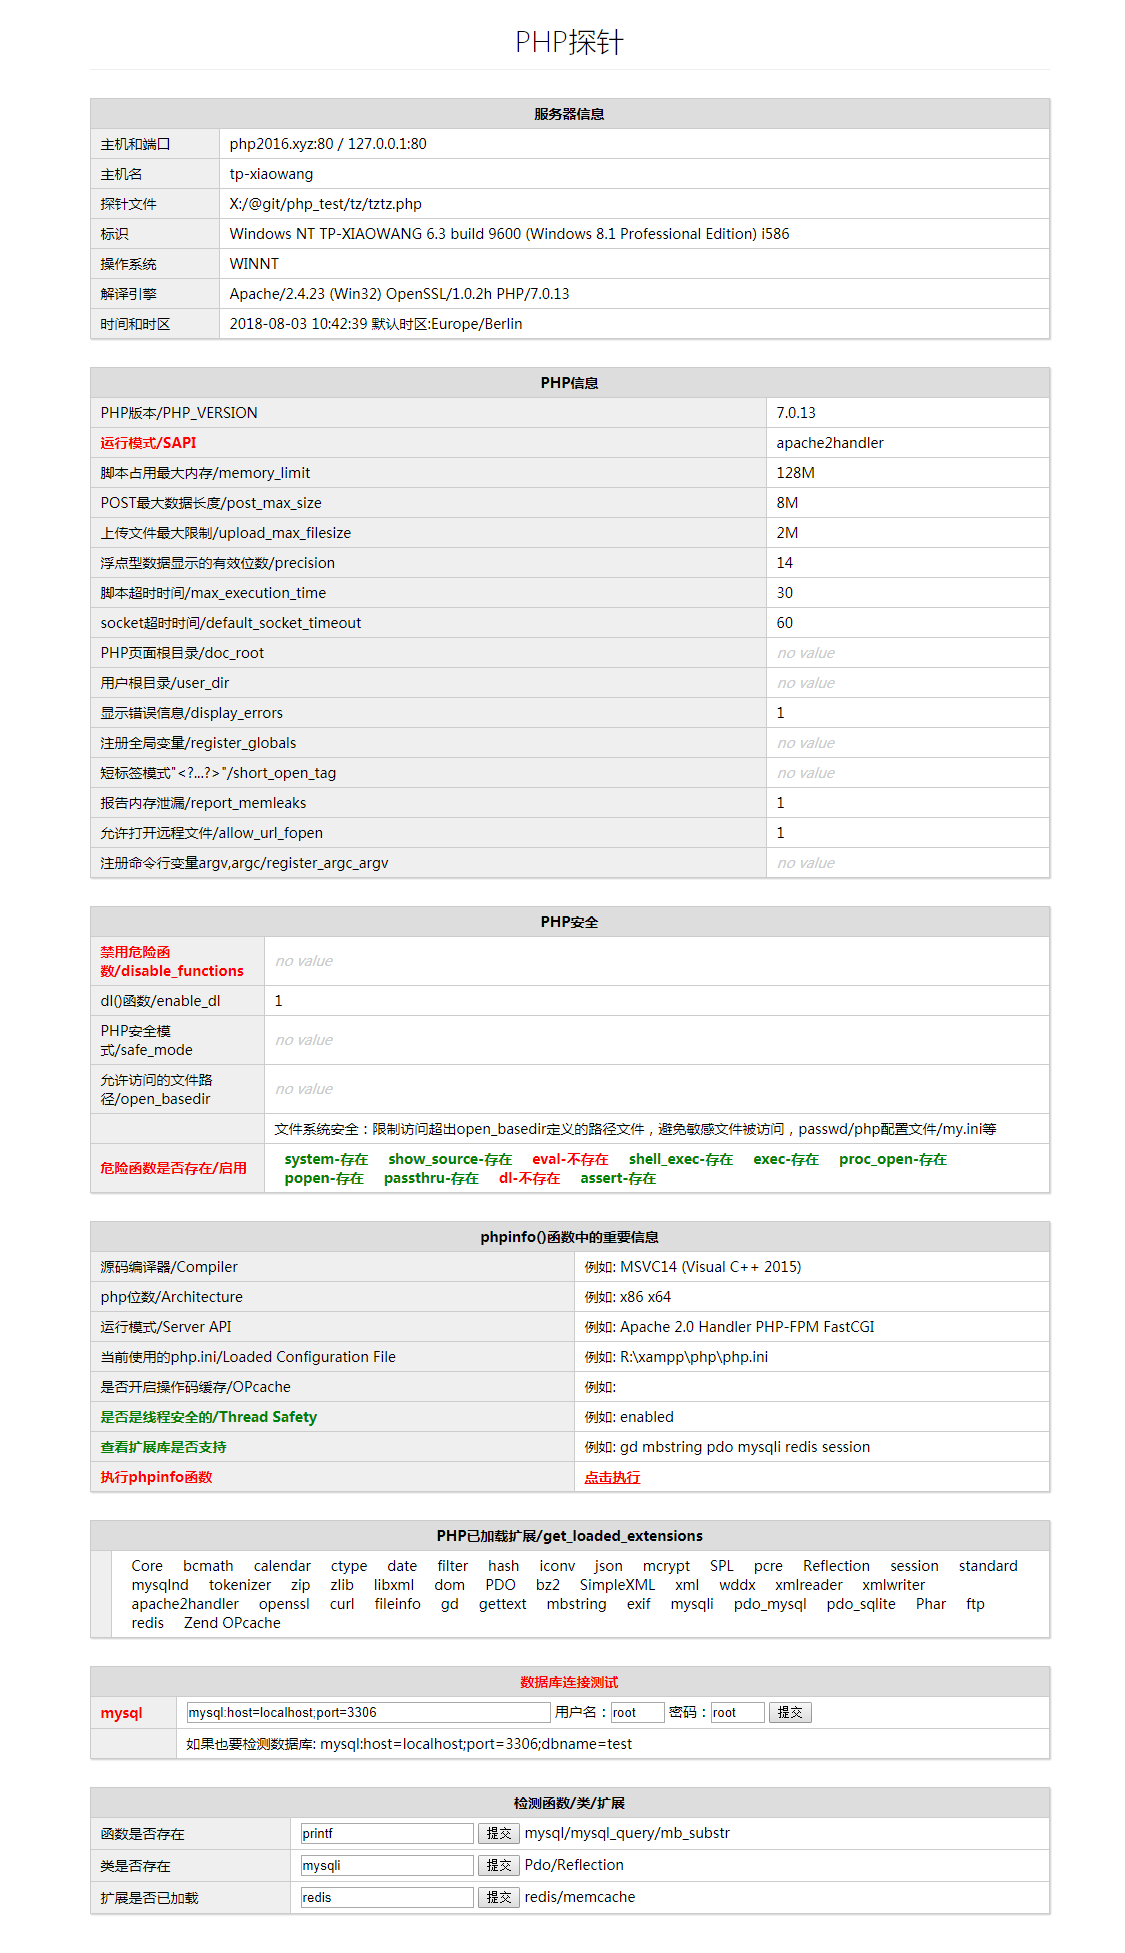 PHP探针
服务器信息
主机和端口 php2016.xyz:80 / 127.0.0.1:80
主机名 tp-xiaowang
探针文件 X:/@git/php_test/tz/tztz.php
标识 Windows NT TP-XIAOWANG 6.3 build 9600 (Windows 8.1 Professional Edition) i586
操作系统 WINNT
解译引擎 Apache/2.4.23 (Win32) OpenSSL/1.0.2h PHP/7.0.13
时间和时区 2018-08-03 10:42:39 默认时区:Europe/Berlin
PHP信息
PHP版本/PHP_VERSION 7.0.13
运行模式/SAPI apache2handler
脚本占用最大内存/memory_limit 128M
POST最大数据长度/post_max_size 8M
上传文件最大限制/upload_max_filesize 2M
浮点型数据显示的有效位数/precision 14
脚本超时时间/max_execution_time 30
socket超时时间/default_socket_timeout 60
PHP页面根目录/doc_root no value
用户根目录/user_dir no value
显示错误信息/display_errors 1
注册全局变量/register_globals no value
短标签模式"<?...?>"/short_open_tag no value
报告内存泄漏/report_memleaks 1
允许打开远程文件/allow_url_fopen 1
注册命令行变量argv,argc/register_argc_argv no value
PHP安全
禁用危险函
数/disable_functions no value
dl()函数/enable_dl 1
PHP安全模
式/safe_mode no value
允许访问的文件路
径/open_basedir no value
文件系统安全：限制访问超出open_basedir定义的路径文件，避免敏感文件被访问，passwd/php配置文件/my.ini等
危险函数是否存在/启用 system-存在 show_source-存在 eval-不存在 shell_exec-存在 exec-存在 proc_open-存在
popen-存在 passthru-存在 dl-不存在 assert-存在
phpinfo()函数中的重要信息
源码编译器/Compiler 例如: MSVC14 (Visual C++ 2015)
php位数/Architecture 例如: x86 x64
运行模式/Server API 例如: Apache 2.0 Handler PHP-FPM FastCGI
当前使用的php.ini/Loaded Configuration File 例如: R:\xampp\php\php.ini
是否开启操作码缓存/OPcache 例如:
是否是线程安全的/Thread Safety 例如: enabled
查看扩展库是否支持 例如: gd mbstring pdo mysqli redis session
执行phpinfo函数 点击执行
PHP已加载扩展/get_loaded_extensions
Core bcmath calendar ctype date filter hash iconv json mcrypt SPL pcre Reflection session standard
mysqlnd tokenizer zip zlib libxml dom PDO bz2 SimpleXML xml wddx xmlreader xmlwriter
apache2handler openssl curl fileinfo gd gettext mbstring exif mysqli pdo_mysql pdo_sqlite Phar ftp
redis Zend OPcache
数据库连接测试
mysql mysql:host=localhost;port=3306 用户名：root 密码：root 提交
如果也要检测数据库: mysql:host=localhost;port=3306;dbname=test
检测函数/类/扩展
函数是否存在 printf 提交 mysql/mysql_query/mb_substr
类是否存在 mysqli 提交 Pdo/Reflection
扩展是否已加载 redis 提交 redis/memcache